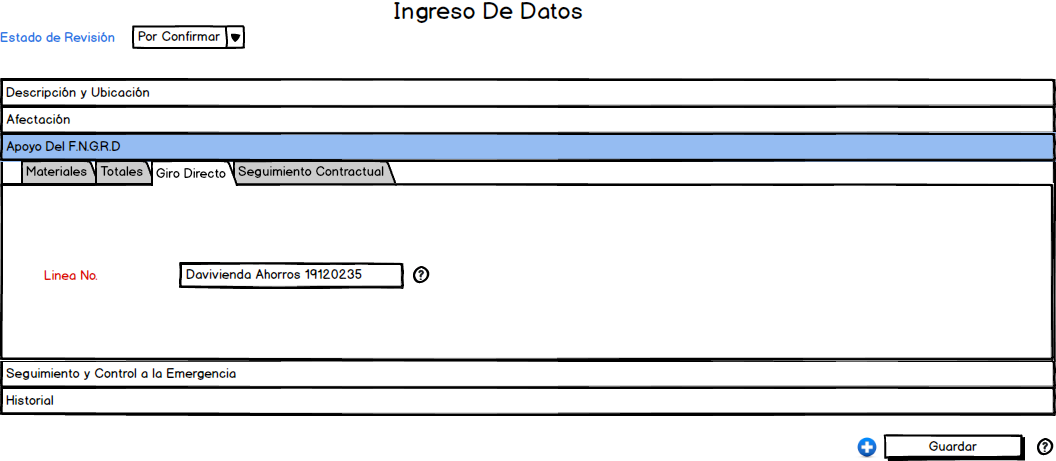 Ingreso De Datos
Estado de Revisión Por Confirmar
Descripción y Ubicación
Afectación
Apoyo Del F.N.G.R.D
Materiales Totales Giro Directo Seguimiento Contractual
Linea No. Davivienda Ahorros 19120235 ?
Seguimiento y Control a la Emergencia
Historial
Guardar ?